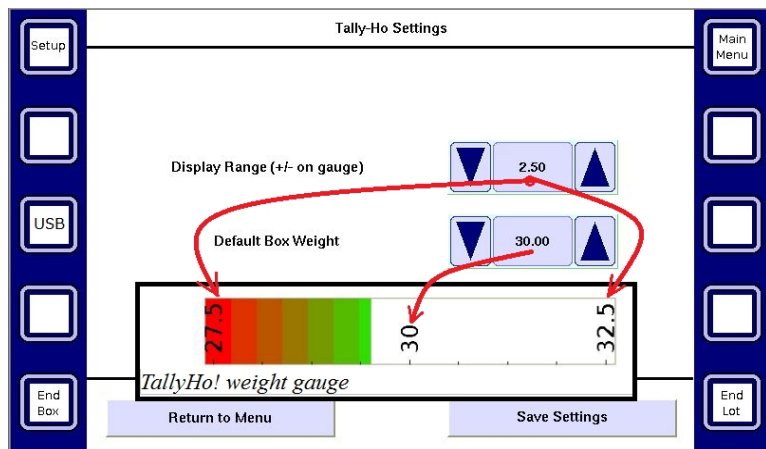 Tally-Ho Settings
Setup
Main
Menu
Display Range (+/- on gauge)
2.50
USB
Default Box Weight
30.00
27.5
30
32.5
TallyHo! weight gauge
End
Box
Return to Menu
Save Settings
End
Lot